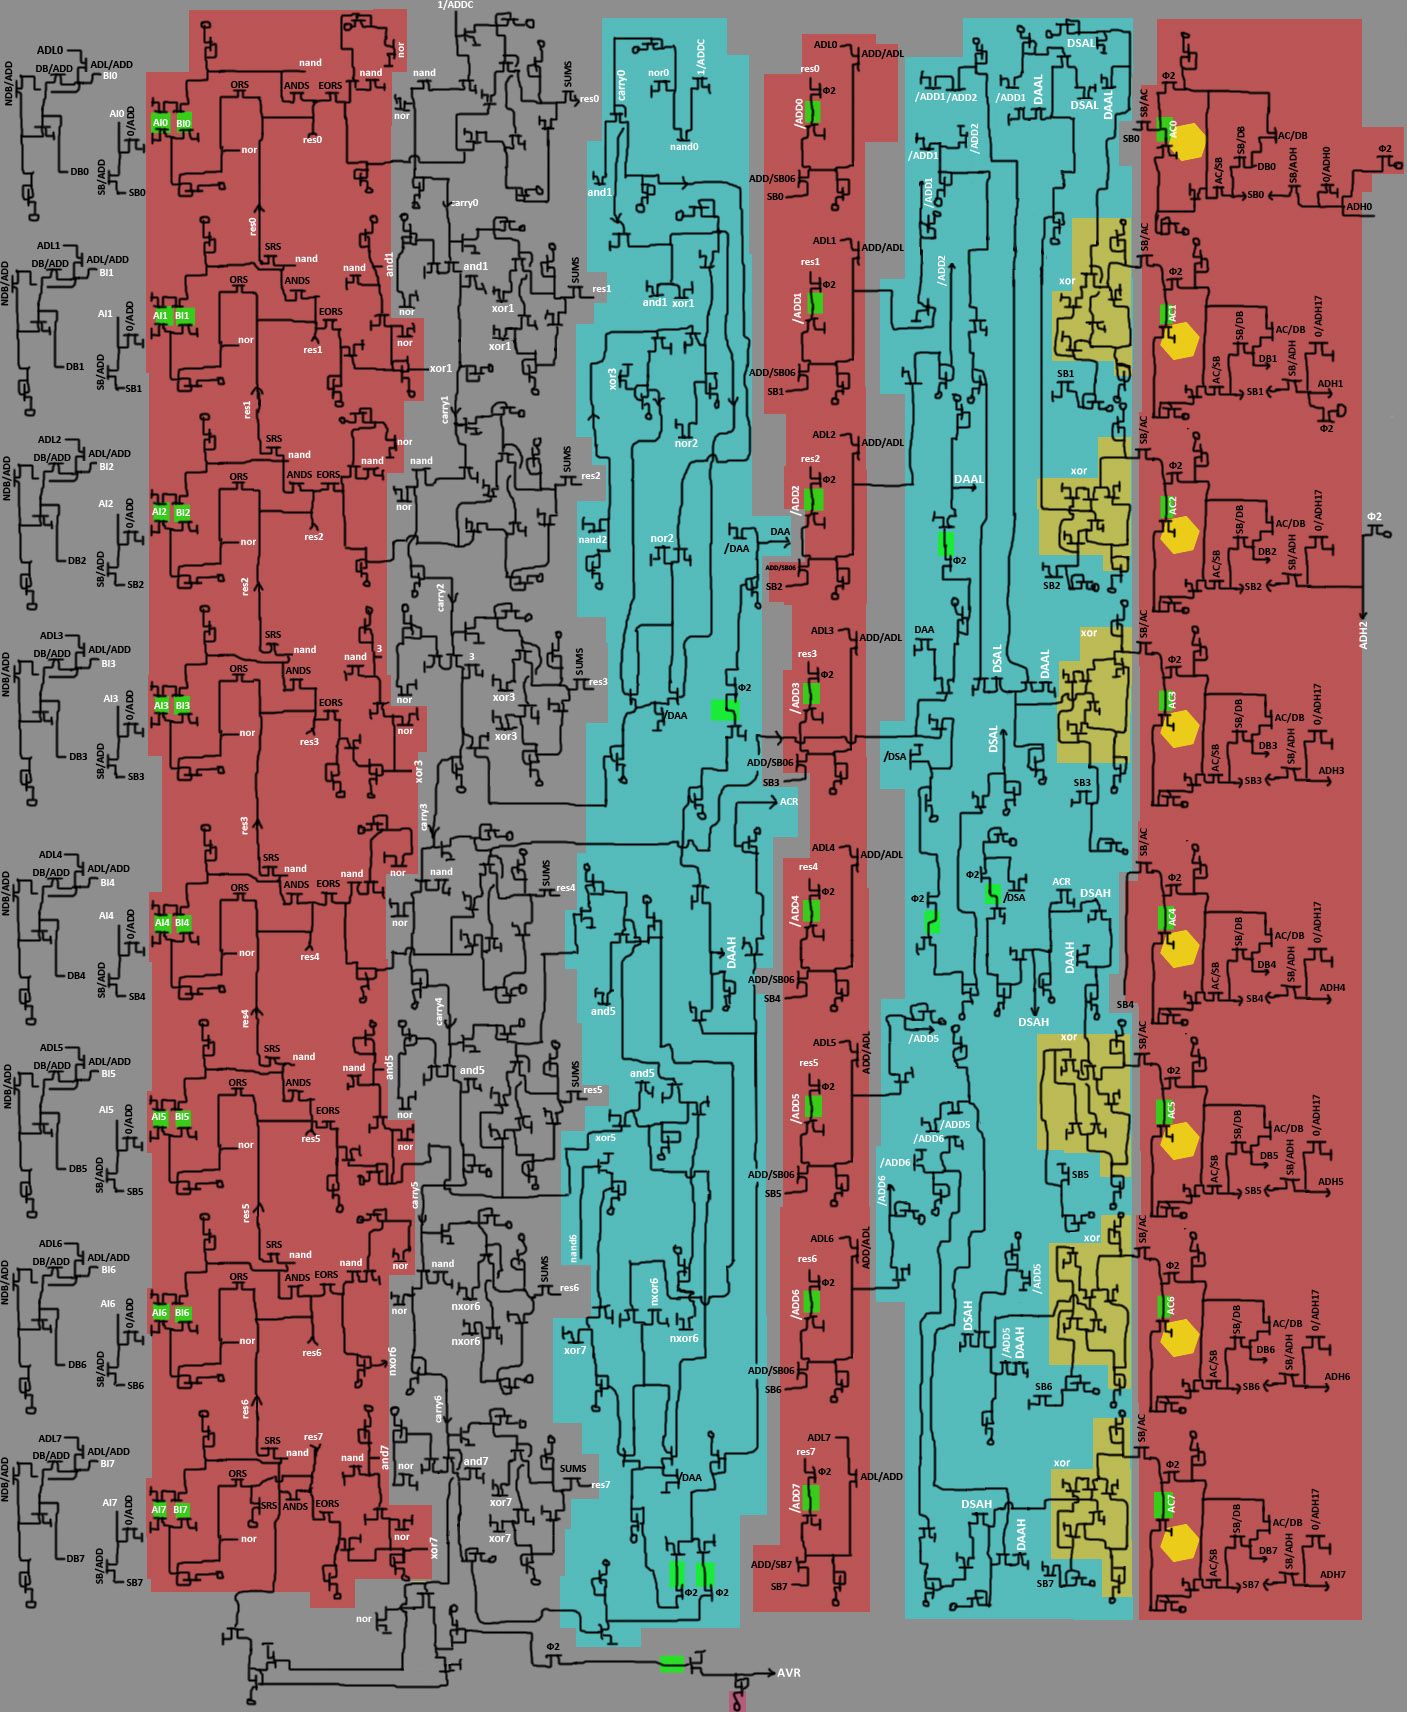 1/ADDC
ADL0
DB/ADD
ADL/ADD
BI0
NDB/ADD
AI0
0/ADD
AI0 BI0
DB0
SB/ADD
SB0
ORS
nand
ANDS
EORS
nand
nor
nor
res0
nand
nor
SUMS
res0
carry0
nor0
1/ADDC
nand0
and1
ADL0
ADD/ADL
res0
Φ2
/ADD0
ADD/SB06
SB0
/ADD1 /ADD2
/ADD1
DAAL
DSAL
DSAL
DAAL
/ADD1
/ADD2
/ADD1
SB/AC
SB0
Φ2
AC0
AC/SB
SB/DB
DB0
AC/DB
SB0
SB/ADH
0/ADH0
Φ2
ADH0
carry0
res0
ADL1
DB/ADD
ADL/ADD
BI1
NDB/ADD
AI1
0/ADD
AI1 BI1
DB1
SB/ADD
SB1
SRS
nand
ORS
ANDS
EORS
nand
and1
nor
nor
res1
xor1
nor
and1
xor1
xor1
SUMS
res1
and1 xor1
xor3
nor2
ADL1
ADD/ADL
res1
Φ2
/ADD1
ADD/SB06
SB1
/ADD2
xor
SB1
SB/AC
Φ2
AC1
AC/SB
SB/DB
DB1
AC/DB
SB1
SB/ADH
0/ADH17
ADH1
Φ2
carry1
res1
ADL2
DB/ADD
ADL/ADD
BI2
NDB/ADD
AI2
0/ADD
AI2 BI2
DB2
SB/ADD
SB2
SRS
nand
ORS
ANDS
EORS
nand
nor
nor
res2
nand
nor
SUMS
res2
nand2
nor2
/DAA
DAA
ADL2
ADD/ADL
res2
Φ2
/ADD2
ADD/SB06
SB2
DAAL
Φ2
xor
SB2
SB/AC
Φ2
AC2
AC/SB
SB/DB
DB2
AC/DB
SB2
SB/ADH
0/ADH17
Φ2
ADH2
carry2
res2
ADL3
DB/ADD
ADL/ADD
BI3
NDB/ADD
AI3
0/ADD
AI3 BI3
DB3
SB/ADD
SB3
SRS
nand
ORS
ANDS
EORS
nand
3
nor
nor
res3
xor3
nor
3
xor3
xor3
SUMS
res3
/DAA
Φ2
ADL3
ADD/ADL
res3
Φ2
/ADD3
ADD/SB06
SB3
DAA
DSAL
DAAL
DSAL
/DSA
xor
SB3
SB/AC
Φ2
AC3
AC/SB
SB/DB
DB3
AC/DB
SB3
SB/ADH
0/ADH17
ADH3
carry3
res3
ACR
ADL4
DB/ADD
ADL/ADD
BI4
NDB/ADD
AI4
0/ADD
AI4 BI4
DB4
SB/ADD
SB4
SRS
nand
ORS
ANDS
EORS
nand
nor
nor
res4
nand
nor
SUMS
res4
and5
DAAH
ADL4
ADD/ADL
res4
Φ2
/ADD4
ADD/SB06
SB4
Φ2
Φ2
/DSA
ACR
DSAH
DAAH
DSAH
SB4
SB/AC
Φ2
AC4
AC/SB
SB/DB
DB4
AC/DB
SB4
SB/ADH
0/ADH17
ADH4
carry4
res4
ADL5
DB/ADD
ADL/ADD
BI5
NDB/ADD
AI5
0/ADD
AI5 BI5
DB5
SB/ADD
SB5
SRS
nand
ORS
ANDS
EORS
nand
and5
nor
nor
res5
nor
and5
SUMS
res5
and5
xor5
ADL5
ADD/ADL
res5
Φ2
/ADD5
ADD/SB06
SB5
/ADD5
/ADD5
/ADD6
/ADD6
/ADD6
xor
SB5
SB/AC
Φ2
AC5
AC/SB
SB/DB
DB5
AC/DB
SB5
SB/ADH
0/ADH17
ADH5
carry5
res5
ADL6
DB/ADD
ADL/ADD
BI6
NDB/ADD
AI6
0/ADD
AI6 BI6
DB6
SB/ADD
SB6
SRS
nand
ORS
ANDS
EORS
nand
nor
nor
res6
nxor6
nand
nor
nxor6
nxor6
SUMS
res6
nand6
nxor6
nxor6
xor7
ADL6
ADD/ADL
res6
Φ2
/ADD6
ADD/SB06
SB6
DSAH
/ADD5
DAAH
/ADD5
xor
SB6
SB/AC
Φ2
AC6
AC/SB
SB/DB
DB6
AC/DB
SB6
SB/ADH
0/ADH17
ADH6
carry6
res6
ADL7
DB/ADD
ADL/ADD
BI7
NDB/ADD
AI7
0/ADD
AI7 BI7
DB7
SB/ADD
SB7
SRS
nand
res7
ORS
SRS
ANDS
EORS
nand
and7
nor
nor
xor7
nor
and7
xor7
xor7
SUMS
res7
/DAA
Φ2
Φ2
ADL7
ADL/ADD
res7
Φ2
/ADD7
ADD/SB7
SB7
DSAH
DAAH
xor
SB7
SB/AC
Φ2
AC7
AC/SB
SB/DB
DB7
AC/DB
SB7
SB/ADH
0/ADH17
ADH7
nor
Φ2
AVR